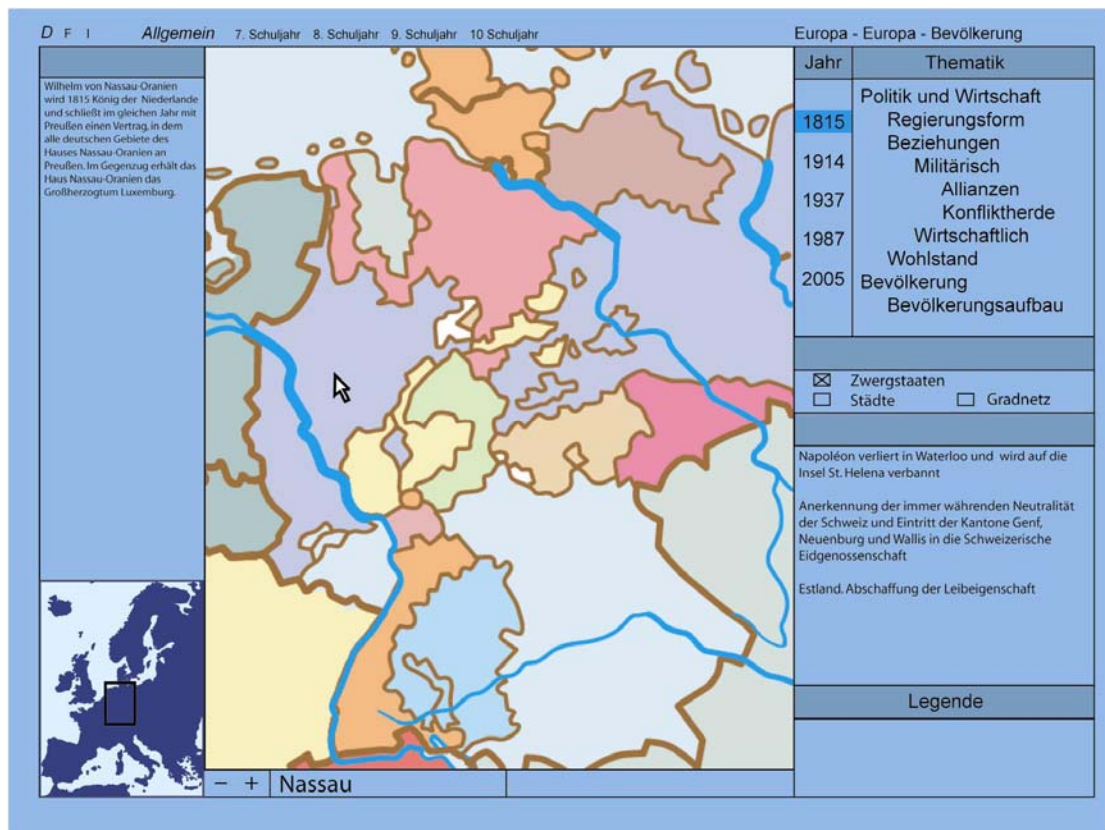 D F I Allgemein 7. Schuljahr 8. Schuljahr 9. Schuljahr 10 Schuljahr
Europa - Europa - Bevölkerung
Wilhelm von Nassau-Oranien
wird 1815 König der Niederlande
und schließt im gleichen Jahr mit
Preußen einen Vertrag, in dem
alle deutschen Gebiete des
Hauses Nassau-Oranien an
Preußen. Im Gegenzug erhält das
Haus Nassau-Oranien das
Großherzogtum Luxemburg.
Jahr Thematik
1815
1914
1937
1987
2005
Politik und Wirtschaft
Regierungsform
Beziehungen
Militärisch
Allianzen
Konfliktherde
Wirtschaftlich
Wohlstand
Bevölkerung
Bevölkerungsaufbau
Zwergstaaten
Städte Gradnetz
Napoléon verliert in Waterloo und wird auf die
Insel St. Helena verbannt
Anerkennung der immer währenden Neutralität
der Schweiz und Eintritt der Kantone Genf,
Neuenburg und Wallis in die Schweizerische
Eidgenossenschaft
Estland. Abschaffung der Leibeigenschaft
Legende
− + Nassau